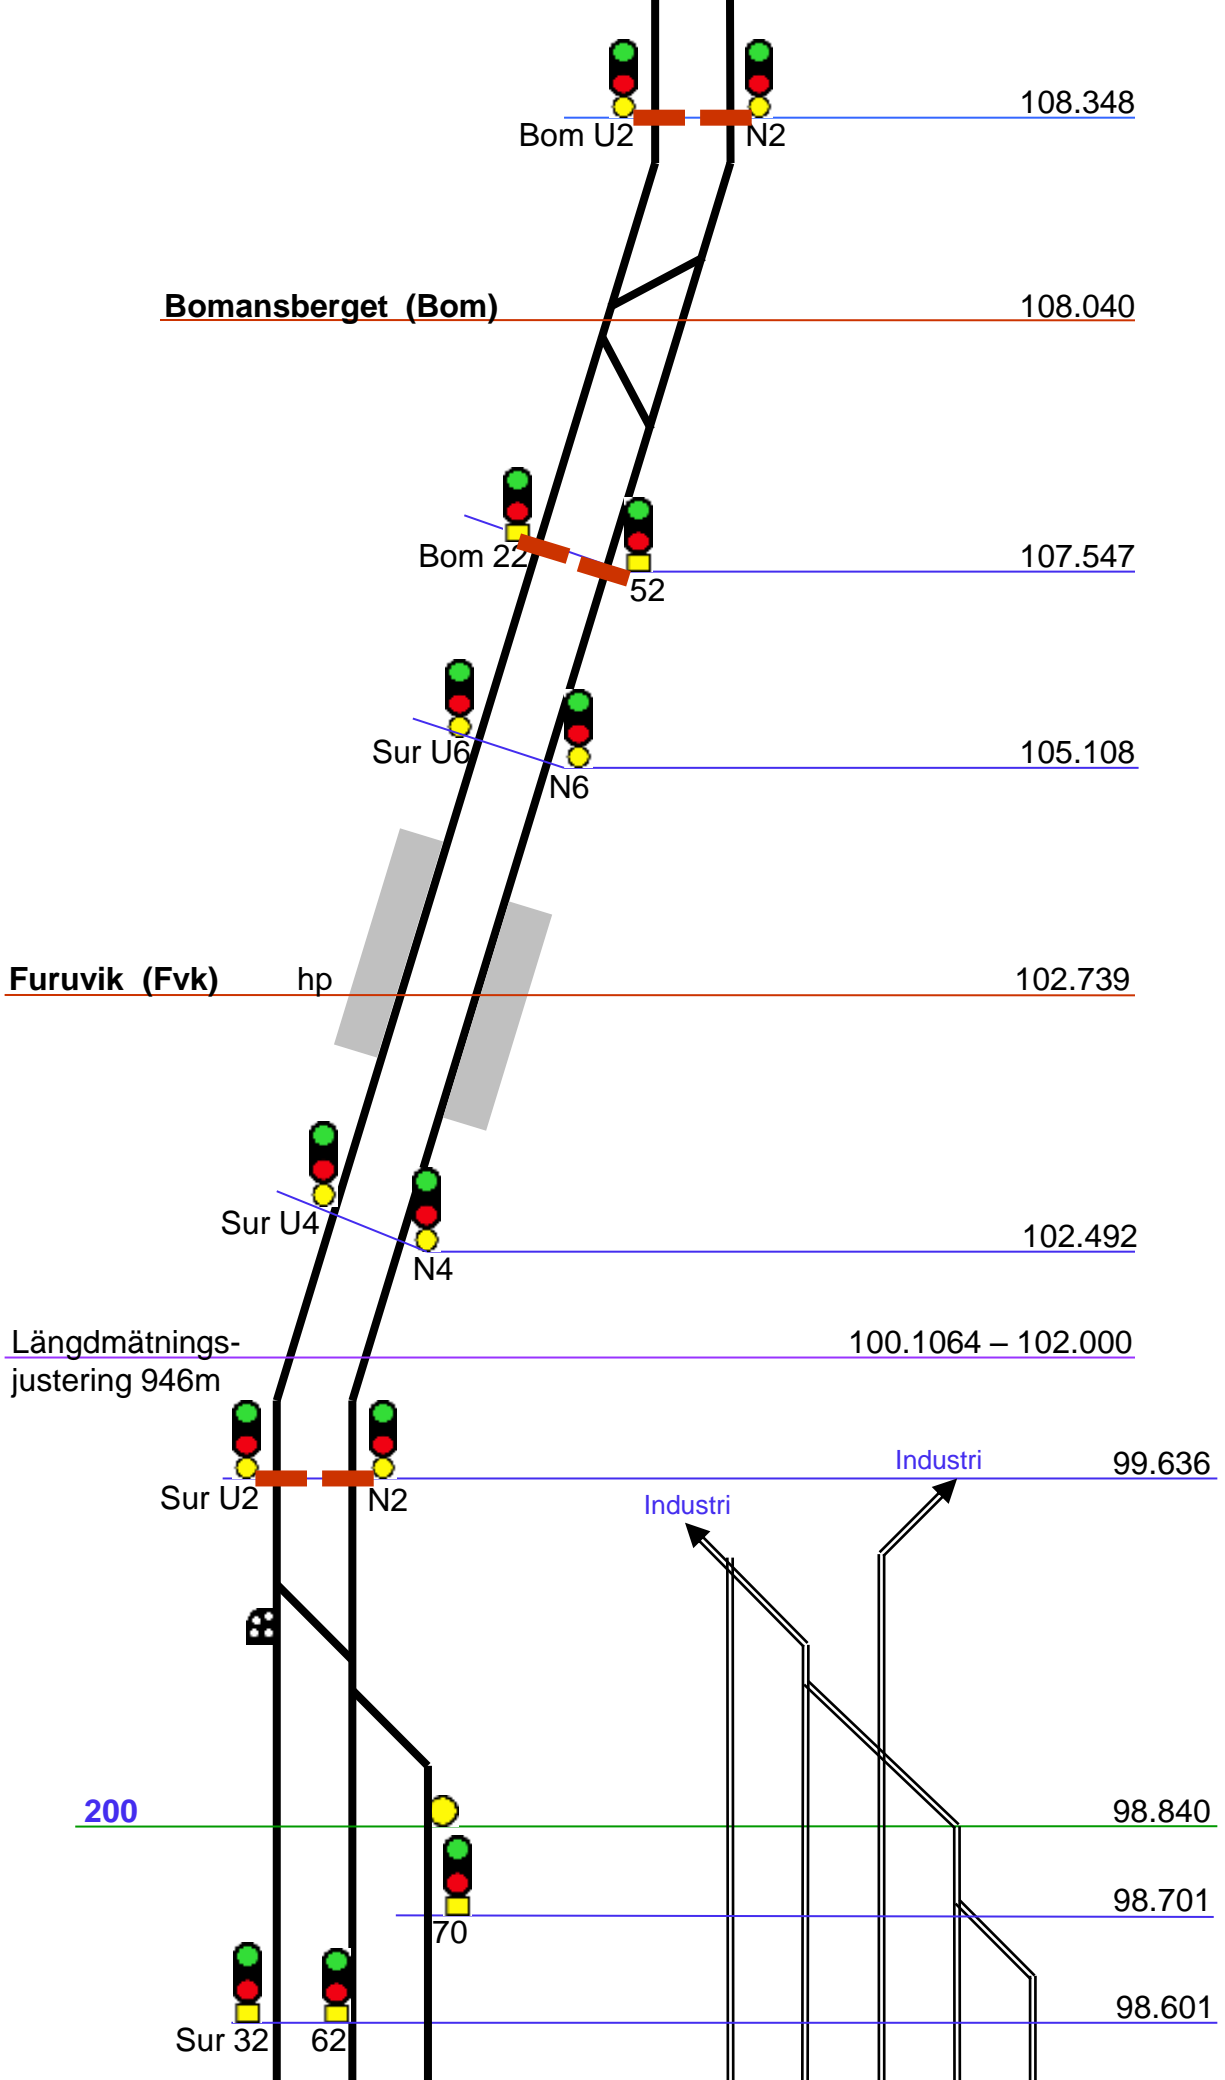 108.348
Bom U2 N2
Bomansberget (Bom) 108.040
Bom 22 107.547
52
Sur U6 105.108
N6
Furuvik (Fvk) hp 102.739
Sur U4 102.492
N4
Längdmätnings- 100.1064 – 102.000
justering 946m
Industri 99.636
Sur U2 N2 Industri
200 98.840
98.701
70
98.601
Sur 32 62